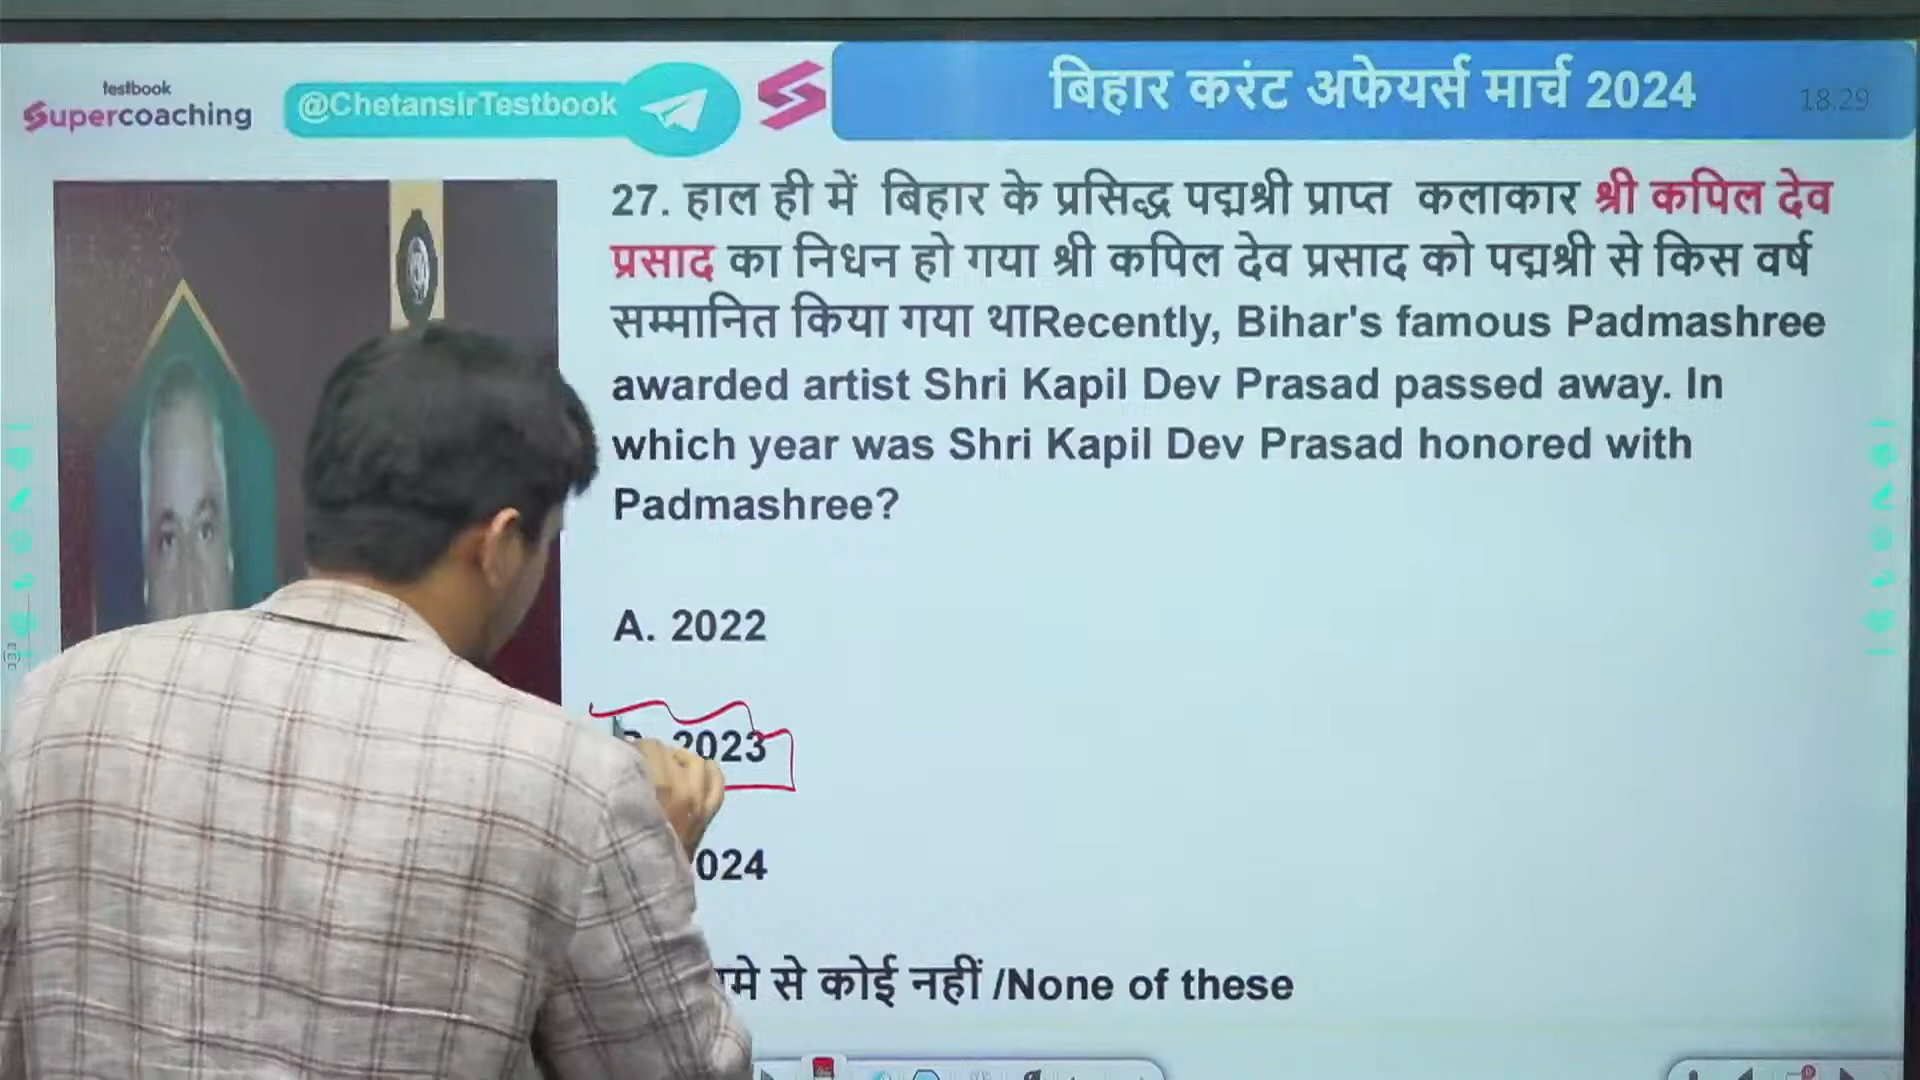 testbook
Supercoaching
@ChetansirTestbook
बिहार करंट अफेयर्स मार्च 2024
18:29
27. हाल ही में बिहार के प्रसिद्ध पद्मश्री प्राप्त कलाकार श्री कपिल देव
प्रसाद का निधन हो गया श्री कपिल देव प्रसाद को पद्मश्री से किस वर्ष
सम्मानित किया गया थाRecently, Bihar's famous Padmashree
awarded artist Shri Kapil Dev Prasad passed away. In
which year was Shri Kapil Dev Prasad honored with
Padmashree?
A. 2022
2023
024
से कोई नहीं /None of these